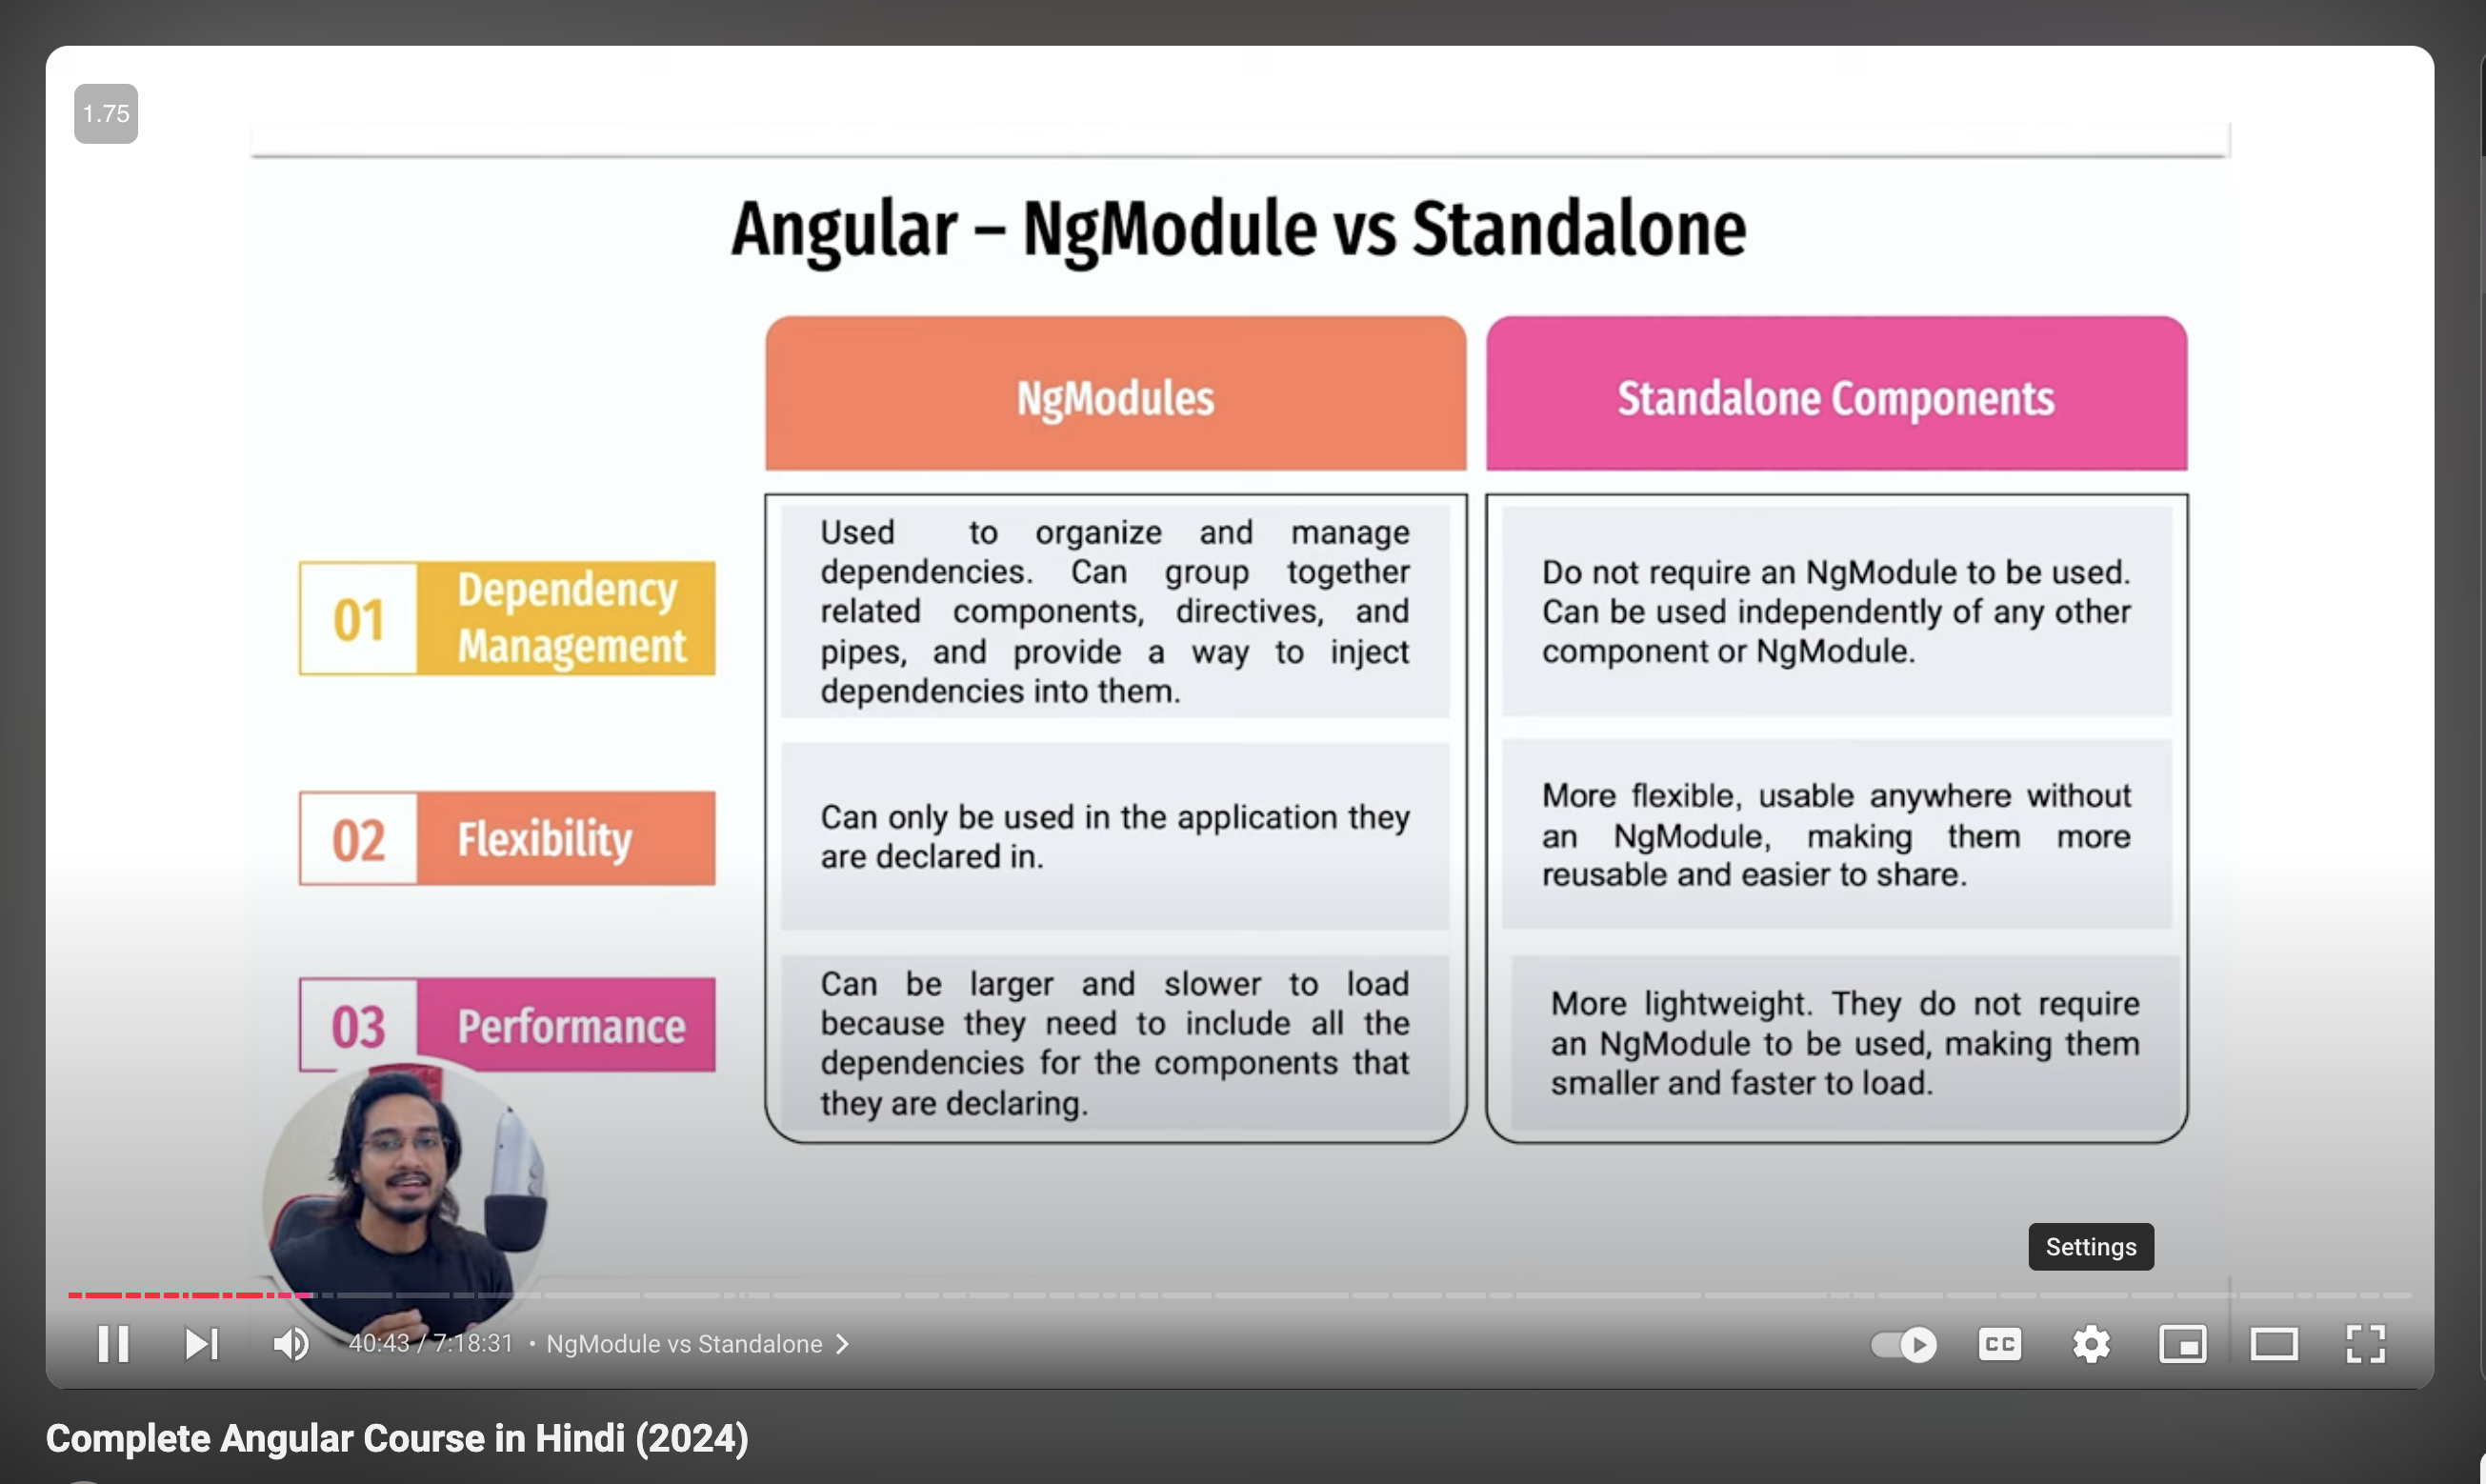 1.75
Angular – NgModule vs Standalone
NgModules
Standalone Components
01
Dependency
Management
Used to organize and manage
dependencies. Can group together
related components, directives, and
pipes, and provide a way to inject
dependencies into them.
Do not require an NgModule to be used.
Can be used independently of any other
component or NgModule.
02
Flexibility
Can only be used in the application they
are declared in.
More flexible, usable anywhere without
an NgModule, making them more
reusable and easier to share.
03
Performance
Can be larger and slower to load
because they need to include all the
dependencies for the components that
they are declaring.
More lightweight. They do not require
an NgModule to be used, making them
smaller and faster to load.
Settings
40:43 / 7:18:31 • NgModule vs Standalone
CC
Complete Angular Course in Hindi (2024)